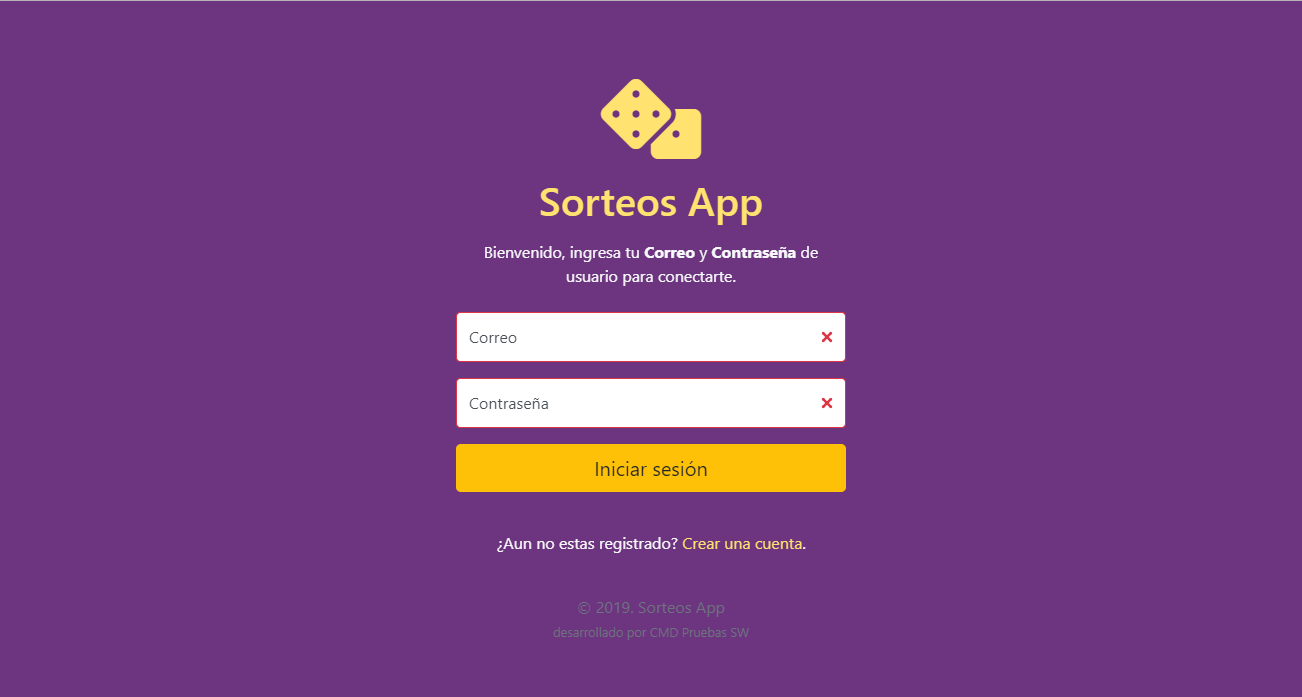 Sorteos App
Bienvenido, ingresa tu Correo y Contraseña de
usuario para conectarte.
Correo
Contraseña
Iniciar sesión
¿Aun no estas registrado? Crear una cuenta.
© 2019. Sorteos App
desarrollado por CMD Pruebas SW